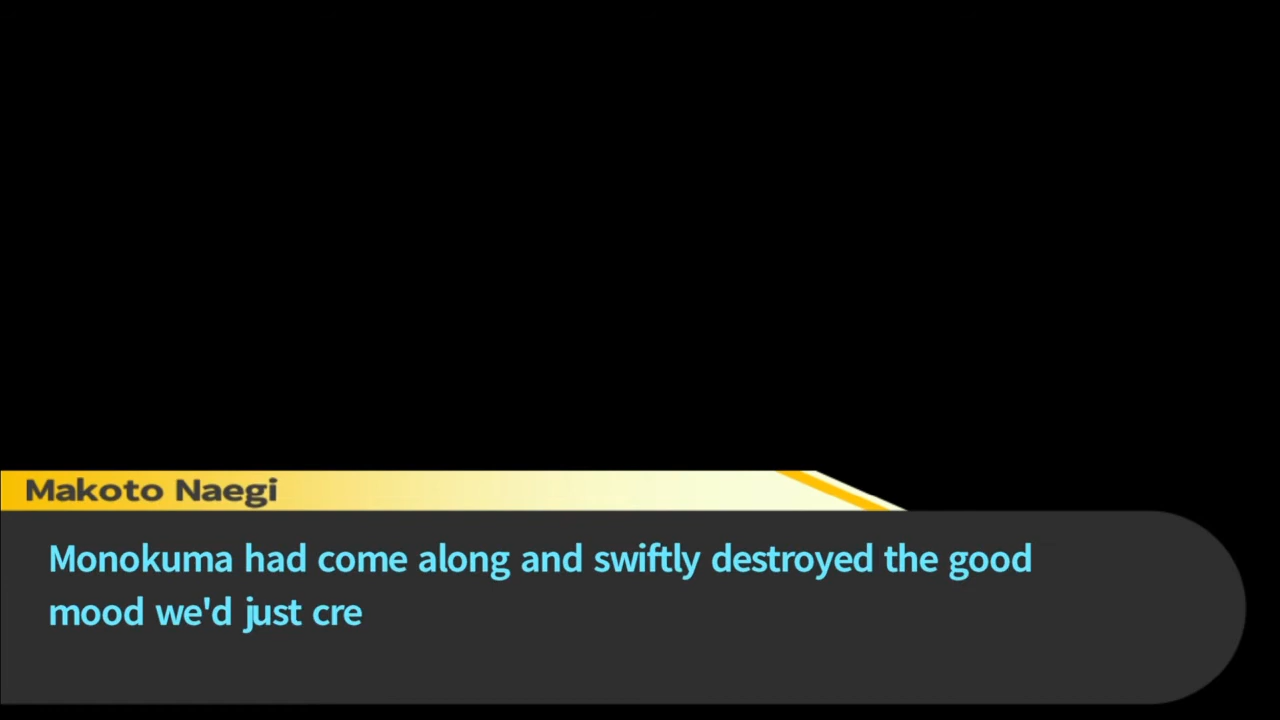 Makoto Naegi
Monokuma had come along and swiftly destroyed the good
mood we'd just cre